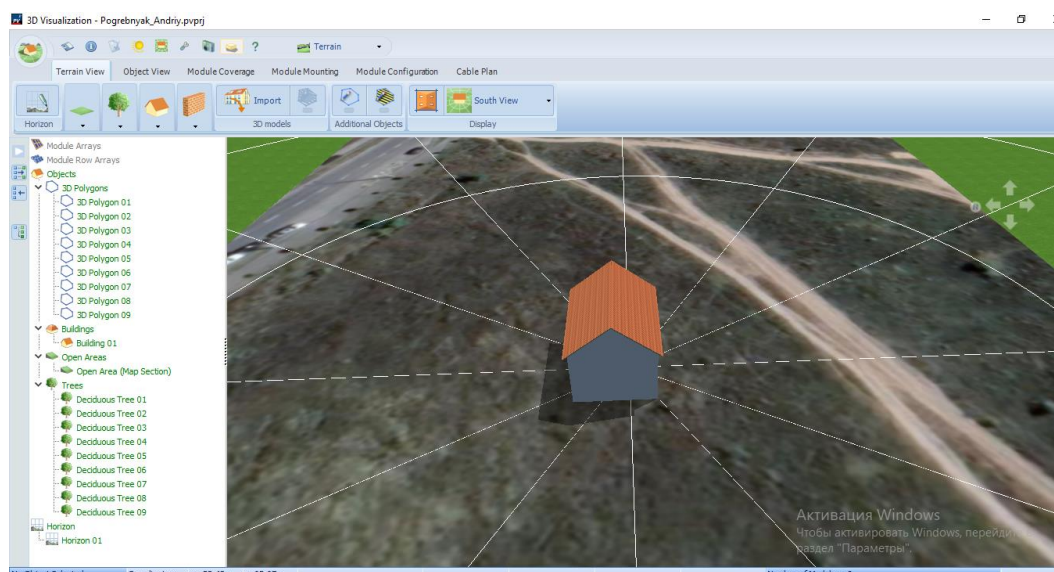 3D Visualization - Pogrebnyak_Andriy.pvprj
Terrain
Terrain View Object View Module Coverage Module Mounting Module Configuration Cable Plan
Import
South View
Horizon 3D models Additional Objects Display
Module Arrays
Module Row Arrays
Objects
3D Polygons
3D Polygon 01
3D Polygon 02
3D Polygon 03
3D Polygon 04
3D Polygon 05
3D Polygon 06
3D Polygon 07
3D Polygon 08
3D Polygon 09
Buildings
Building 01
Open Areas
Open Area (Map Section)
Trees
Deciduous Tree 01
Deciduous Tree 02
Deciduous Tree 03
Deciduous Tree 04
Deciduous Tree 05
Deciduous Tree 06
Deciduous Tree 07
Deciduous Tree 08
Deciduous Tree 09
Horizon
Horizon 01
Активация Windows
Чтобы активировать Windows, перейдите в
раздел "Параметры".